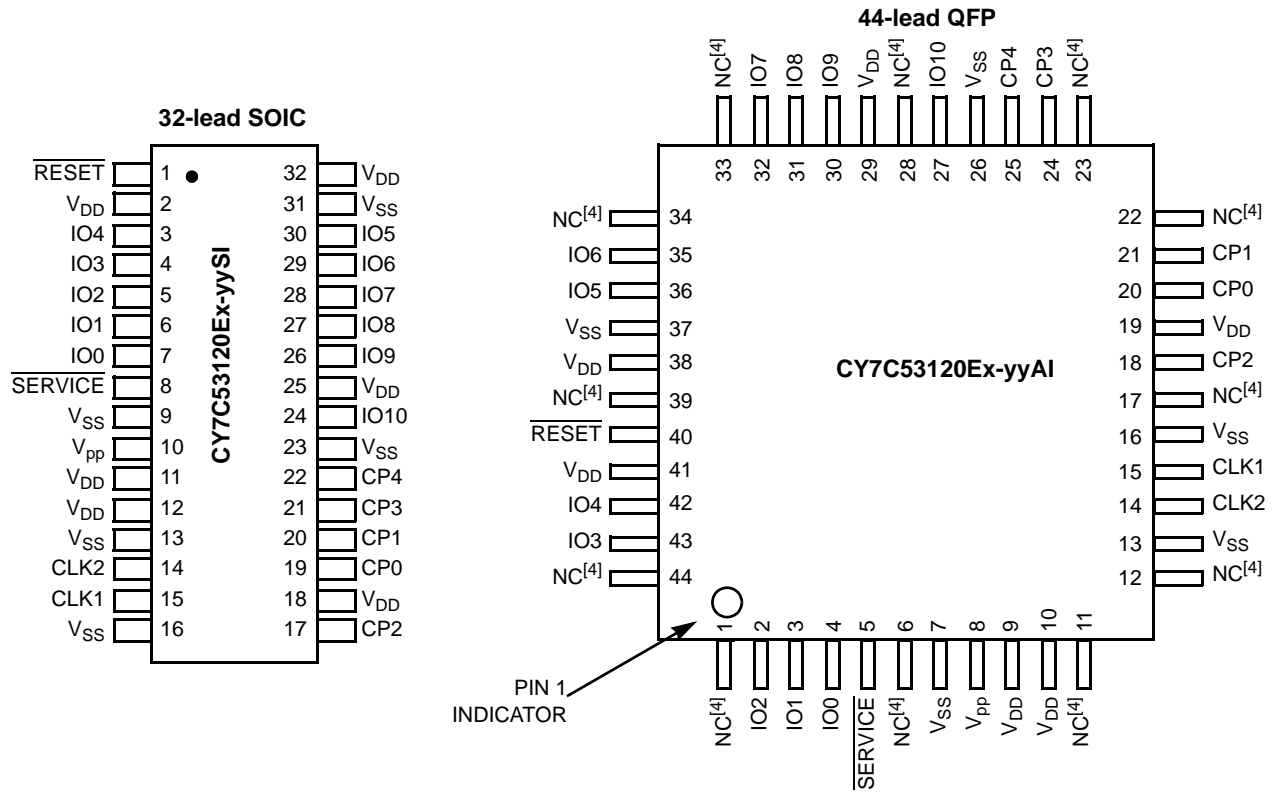 44-lead QFP
NC[4] IO7 IO8 IO9 VDD NC[4] IO10 VSS CP4 CP3 NC[4]
33 32 31 30 29 28 27 26 25 24 23
32-lead SOIC
RESET 1 32 VDD
VDD 2 31 VSS
IO4 3 30 IO5
IO3 4 29 IO6
IO2 5 28 IO7
IO1 6 27 IO8
IO0 7 26 IO9
SERVICE 8 25 VDD
VSS 9 24 IO10
Vpp 10 23 VSS
VDD 11 22 CP4
VDD 12 21 CP3
VSS 13 20 CP1
CLK2 14 19 CP0
CLK1 15 18 VDD
VSS 16 17 CP2
CY7C53120Ex-yySI
NC[4] 34 22 NC[4]
IO6 35 21 CP1
IO5 36 20 CP0
VSS 37 19 VDD
VDD 38 18 CP2
CY7C53120Ex-yyAI
NC[4] 39 17 NC[4]
RESET 40 16 VSS
VDD 41 15 CLK1
IO4 42 14 CLK2
IO3 43 13 VSS
NC[4] 44 12 NC[4]
1 2 3 4 5 6 7 8 9 10 11
NC[4] IO2 IO1 IO0 SERVICE NC[4] VSS Vpp VDD VDD NC[4]
PIN 1
INDICATOR